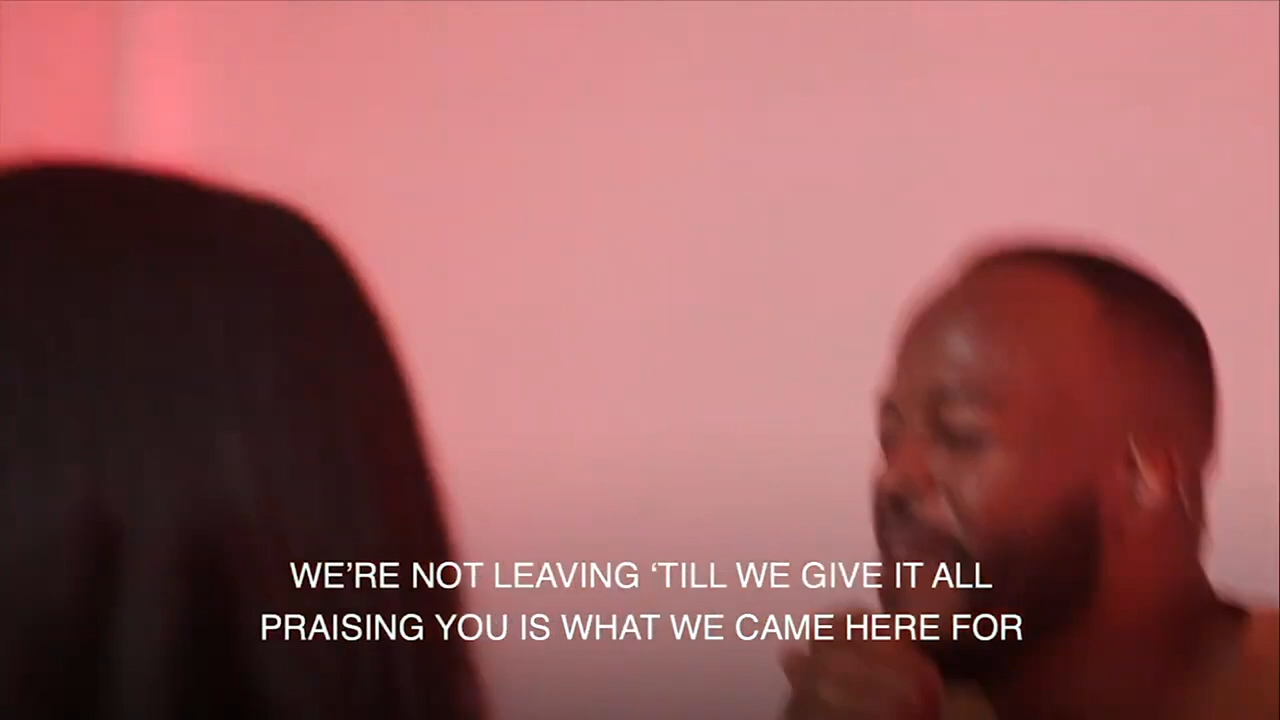 WE’RE NOT LEAVING ‘TILL WE GIVE IT ALL
PRAISING YOU IS WHAT WE CAME HERE FOR